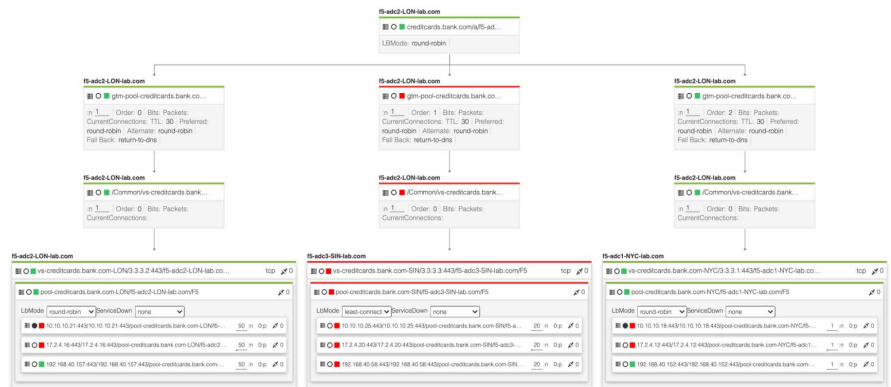 f5-adc2-LON-lab.com
creditcards.bank.com/a/f5-ad...
LBMode: round-robin
f5-adc2-LON-lab.com
gtm-pool-creditcards.bank.co...
:n 1 Order: 0 Bits: Packets:
CurrentConnections: TTL: 30 Preferred:
round-robin Alternate: round-robin
Fall Back: return-to-dns
f5-adc2-LON-lab.com
gtm-pool-creditcards.bank.co...
:n 1 Order: 1 Bits: Packets:
CurrentConnections: TTL: 30 Preferred:
round-robin Alternate: round-robin
Fall Back: return-to-dns
f5-adc2-LON-lab.com
gtm-pool-creditcards.bank.co...
:n 1 Order: 2 Bits: Packets:
CurrentConnections: TTL: 30 Preferred:
round-robin Alternate: round-robin
Fall Back: return-to-dns
f5-adc2-LON-lab.com
/Common/vs-creditcards.bank...
:n 1 Order: 0 Bits: Packets:
CurrentConnections:
f5-adc2-LON-lab.com
/Common/vs-creditcards.bank...
:n 1 Order: 0 Bits: Packets:
CurrentConnections:
f5-adc2-LON-lab.com
/Common/vs-creditcards.bank...
:n 1 Order: 0 Bits: Packets:
CurrentConnections:
f5-adc2-LON-lab.com
vs-creditcards.bank.com-LON/3.3.3.2:443/f5-adc2-LON-lab.co... tcp 0
pool-creditcards.bank.com-LON/f5-adc2-LON-lab.com/F5 0
LbMode round-robin ServiceDown none
10.10.10.21:443/10.10.10.21:443/pool-creditcards.bank.com-LON/f5-... 50 :n 0:p 0
17.2.4.16:443/17.2.4.16:443/pool-creditcards.bank.com-LON/f5-adc2... 50 :n 0:p 0
192.168.40.157:443/192.168.40.157:443/pool-creditcards.bank.com-... 50 :n 0:p 0
f5-adc3-SIN-lab.com
vs-creditcards.bank.com-SIN/3.3.3.3:443/f5-adc3-SIN-lab.com/F5 tcp 0
pool-creditcards.bank.com-SIN/f5-adc3-SIN-lab.com/F5 0
LbMode least-connect ServiceDown none
10.10.10.25:443/10.10.10.25:443/pool-creditcards.bank.com-SIN/f5-a... 20 :n 0:p 0
17.2.4.20:443/17.2.4.20:443/pool-creditcards.bank.com-SIN/f5-adc3-... 20 :n 0:p 0
192.168.40.58:443/192.168.40.58:443/pool-creditcards.bank.com-SIN... 20 :n 0:p 0
f5-adc1-NYC-lab.com
vs-creditcards.bank.com-NYC/3.3.3.1:443/f5-adc1-NYC-lab.co... tcp 0
pool-creditcards.bank.com-NYC/f5-adc1-NYC-lab.com/F5 0
LbMode round-robin ServiceDown none
10.10.10.18:443/10.10.10.18:443/pool-creditcards.bank.com-NYC/f5-... 1 :n 0:p 0
17.2.4.12:443/17.2.4.12:443/pool-creditcards.bank.com-NYC/f5-adc1... 1 :n 0:p 0
192.168.40.152:443/192.168.40.152:443/pool-creditcards.bank.com-... 1 :n 0:p 0